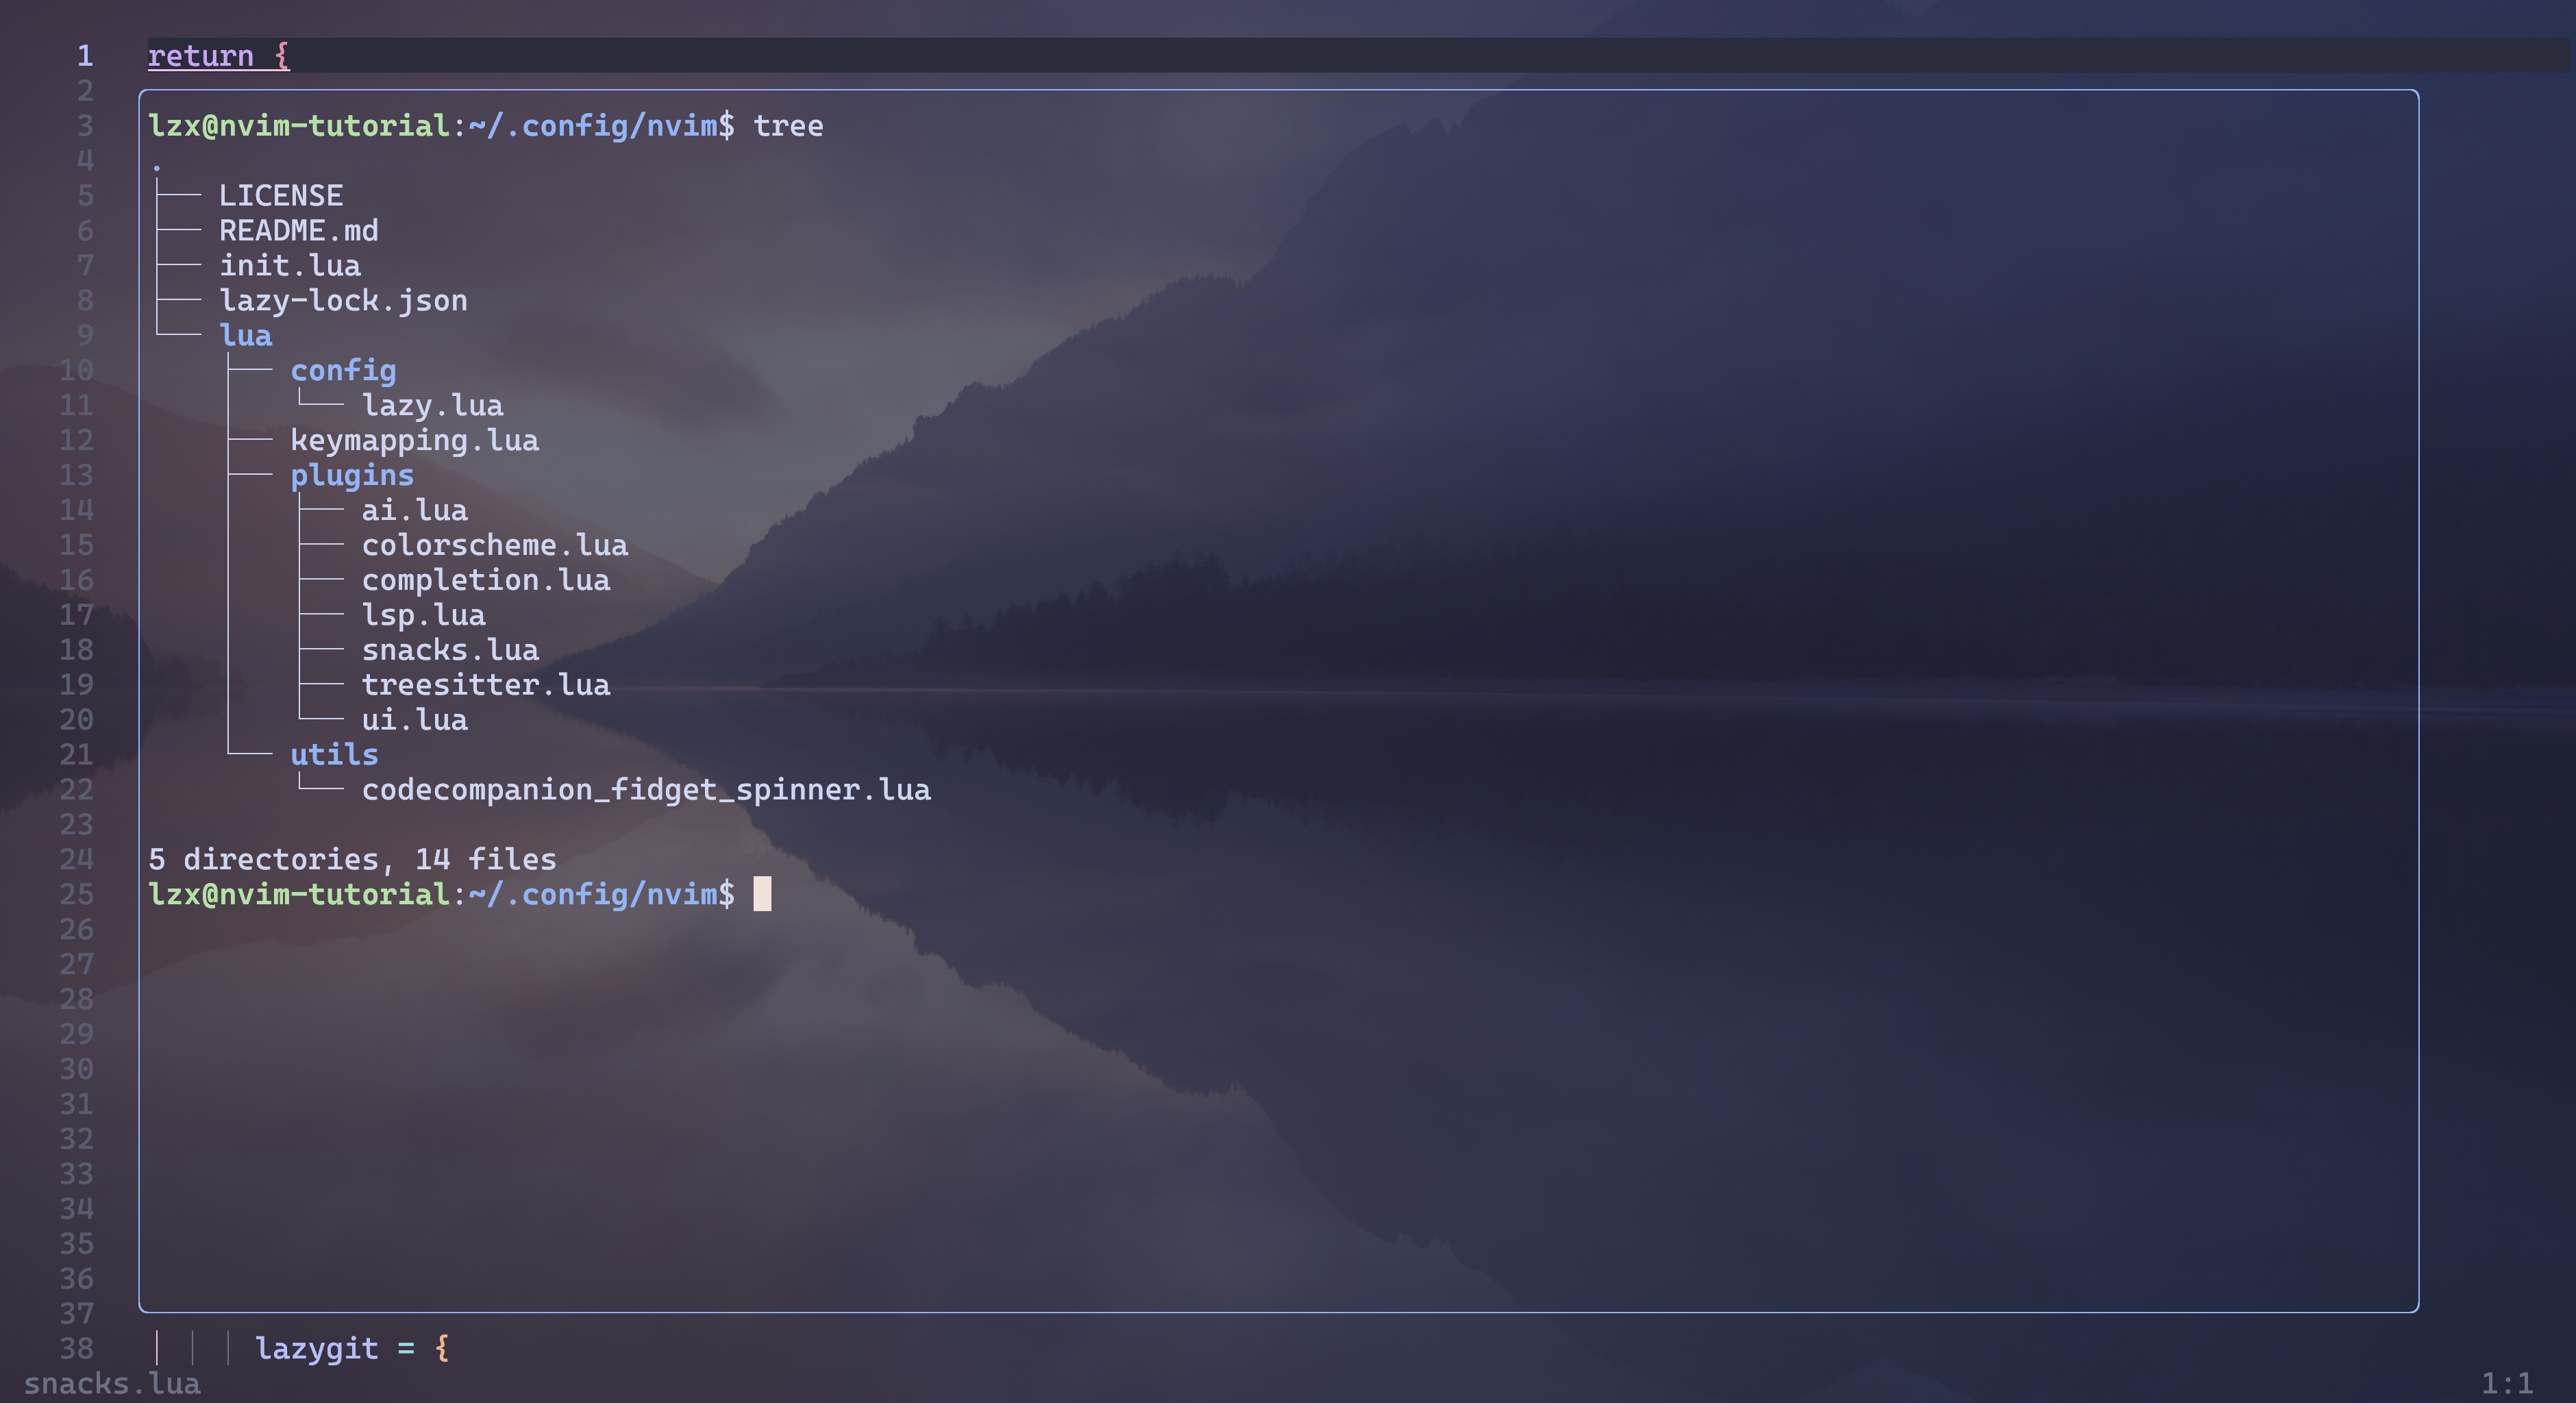 1 return {
2
3 lzx@nvim-tutorial:~/.config/nvim$ tree
4 .
5 ├── LICENSE
6 ├── README.md
7 ├── init.lua
8 ├── lazy-lock.json
9 └── lua
10     ├── config
11     │   └── lazy.lua
12     ├── keymapping.lua
13     ├── plugins
14     │   ├── ai.lua
15     │   ├── colorscheme.lua
16     │   ├── completion.lua
17     │   ├── lsp.lua
18     │   ├── snacks.lua
19     │   ├── treesitter.lua
20     │   └── ui.lua
21     └── utils
22         └── codecompanion_fidget_spinner.lua
23
24 5 directories, 14 files
25 lzx@nvim-tutorial:~/.config/nvim$
26
27
28
29
30
31
32
33
34
35
36
37
38 lazygit = {
snacks.lua 1:1